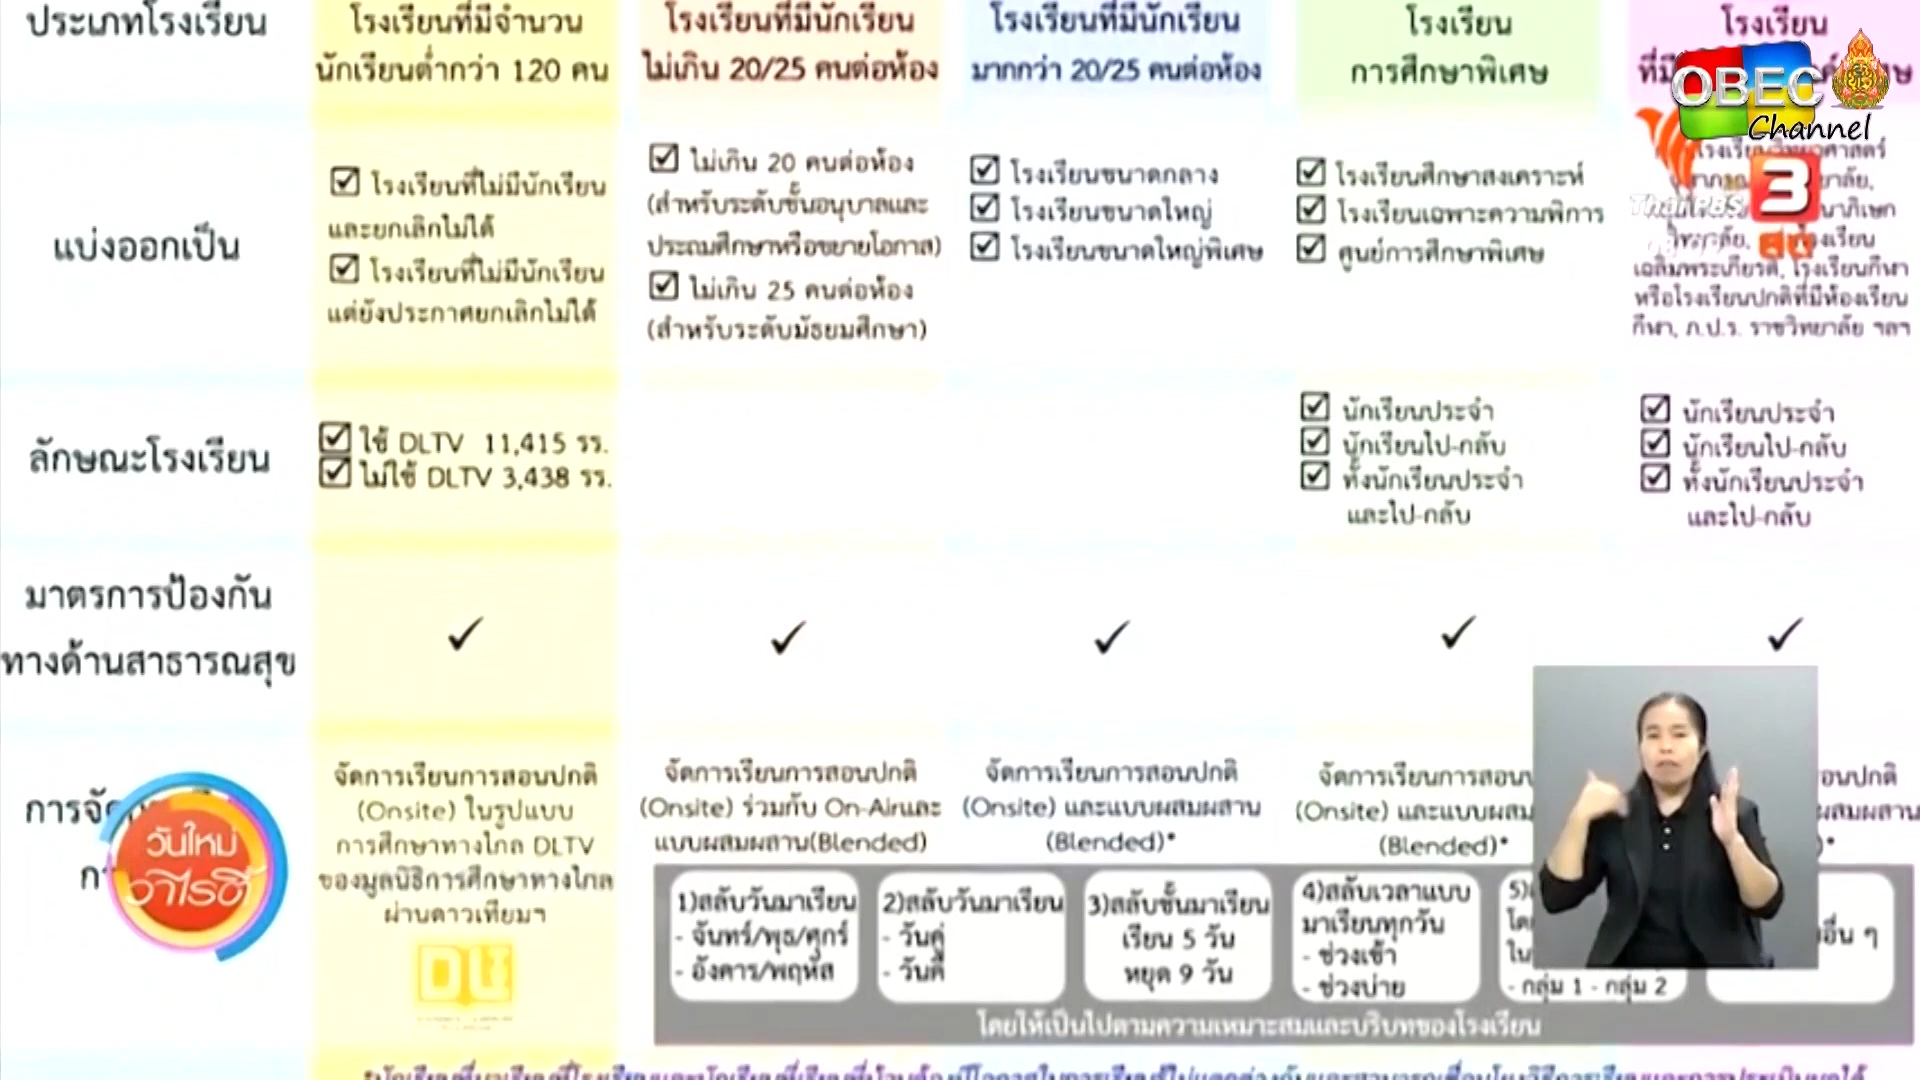 ประเภทโรงเรียน
โรงเรียนที่มีจำนวน
นักเรียนต่ำกว่า 120 คน
โรงเรียนที่มีนักเรียน
ไม่เกิน 20/25 คนต่อห้อง
โรงเรียนที่มีนักเรียน
มากกว่า 20/25 คนต่อห้อง
โรงเรียน
การศึกษาพิเศษ
โรงเรียน
OBEC
Channel
แบ่งออกเป็น
โรงเรียนที่ไม่มีนักเรียน
และยกเลิกไม่ได้
โรงเรียนที่ไม่มีนักเรียน
แต่ยังประกาศยกเลิกไม่ได้
ไม่เกิน 20 คนต่อห้อง
(สำหรับระดับชั้นอนุบาลและ
ประถมศึกษาหรือขยายโอกาส)
ไม่เกิน 25 คนต่อห้อง
(สำหรับระดับมัธยมศึกษา)
โรงเรียนขนาดกลาง
โรงเรียนขนาดใหญ่
โรงเรียนขนาดใหญ่พิเศษ
โรงเรียนศึกษาสงเคราะห์
โรงเรียนเฉพาะความพิการ
ศูนย์การศึกษาพิเศษ
Thai PBS
3
สด
เฉลิมพระเกียรติ, โรงเรียนกีฬา
หรือโรงเรียนปกติที่มีห้องเรียน
กีฬา, ภ.ป.ร. ราชวิทยาลัย ฯลฯ
ลักษณะโรงเรียน
ใช้ DLTV 11,415 รร.
ไม่ใช้ DLTV 3,438 รร.
นักเรียนประจำ
นักเรียนไป-กลับ
ทั้งนักเรียนประจำ
และไป-กลับ
นักเรียนประจำ
นักเรียนไป-กลับ
ทั้งนักเรียนประจำ
และไป-กลับ
มาตรการป้องกัน
ทางด้านสาธารณสุข
วันใหม่
วาไรตี้
จัดการเรียนการสอนปกติ
(Onsite) ในรูปแบบ
การศึกษาทางไกล DLTV
ของมูลนิธิการศึกษาทางไกล
ผ่านดาวเทียมฯ
จัดการเรียนการสอนปกติ
(Onsite) ร่วมกับ On-Airและ
แบบผสมผสาน(Blended)
จัดการเรียนการสอนปกติ
(Onsite) และแบบผสมผสาน
(Blended)*
จัดการเรียนการสอน
(Onsite) และแบบผสมผสาน
(Blended)*
1)สลับวันมาเรียน
- จันทร์/พุธ/ศุกร์
- อังคาร/พฤหัส
2)สลับวันมาเรียน
- วันคู่
- วันคี่
3)สลับชั้นมาเรียน
เรียน 5 วัน
หยุด 9 วัน
4)สลับเวลาแบบ
มาเรียนทุกวัน
- ช่วงเช้า
- ช่วงบ่าย
- กลุ่ม 1 - กลุ่ม 2
อื่น ๆ
โดยให้เป็นไปตามความเหมาะสมและบริบทของโรงเรียน